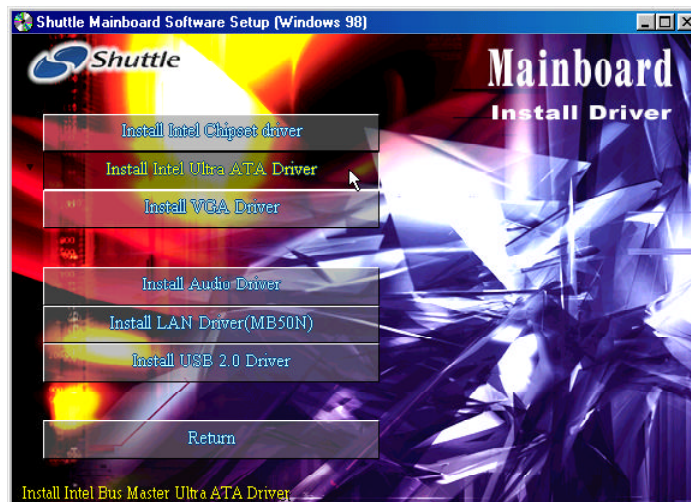 Shuttle Mainboard Software Setup (Windows 98)
Shuttle
Mainboard
Install Driver
Install Intel Chipset driver
Install Intel Ultra ATA Driver
Install VGA Driver
Install Audio Driver
Install LAN Driver(MB50N)
Install USB 2.0 Driver
Return
Install Intel Bus Master Ultra ATA Driver